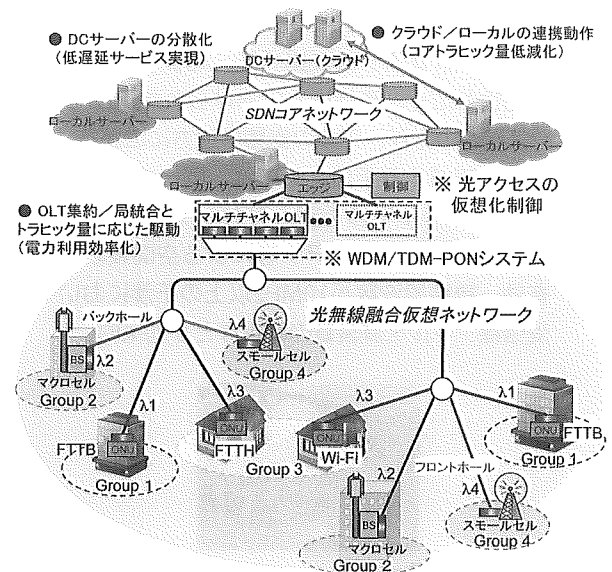 ● DCサーバーの分散化
(低遅延サービス実現)
● クラウド/ローカルの連携動作
(コアトラヒック量低減化)
DCサーバー(クラウド)
SDNコアネットワーク
ローカルサーバー
ローカルサーバー
ローカルサーバー
エッジ
制御
※ 光アクセスの
仮想化制御
● OLT集約/局統合と
トラヒック量に応じた駆動
(電力利用効率化)
マルチチャネルOLT
マルチチャネル
OLT
※ WDM/TDM-PONシステム
光無線融合仮想ネットワーク
バックホール
BS
λ2
マクロセル
Group 2
λ4
スモールセル
Group 4
λ1
FTTB
ONU
Group 1
λ3
ONU
FTTH
Group 3
λ3
ONU
Wi-Fi
λ2
BS
マクロセル
Group 2
フロントホール
λ4
スモールセル
Group 4
λ1
ONU
FTTB
Group 1